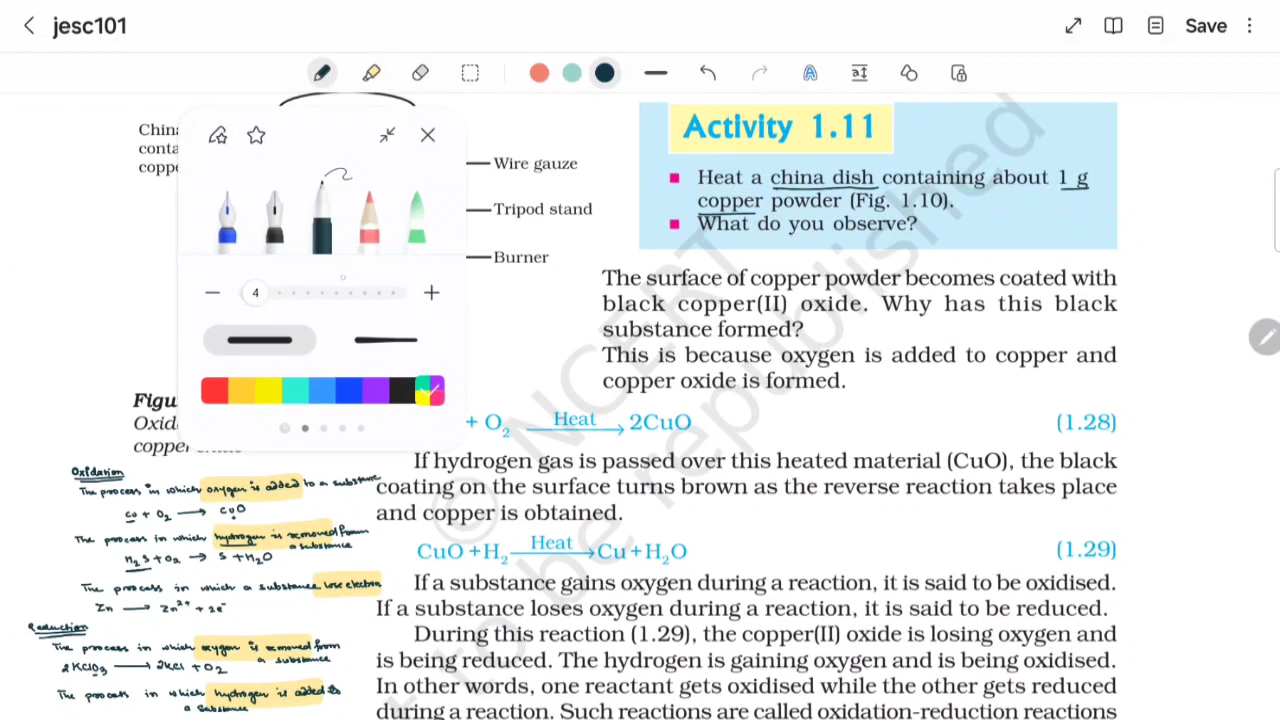 jesc101
Save
China
conta
coppe
Wire gauze
Tripod stand
Burner
4
Figu
Oxid
copper
Activity 1.11
Heat a china dish containing about 1 g
copper powder (Fig. 1.10).
What do you observe?
The surface of copper powder becomes coated with
black copper(II) oxide. Why has this black
substance formed?
This is because oxygen is added to copper and
copper oxide is formed.
+ O2 Heat → 2CuO (1.28)
If hydrogen gas is passed over this heated material (CuO), the black
coating on the surface turns brown as the reverse reaction takes place
and copper is obtained.
CuO + H2 Heat → Cu + H2O (1.29)
If a substance gains oxygen during a reaction, it is said to be oxidised.
If a substance loses oxygen during a reaction, it is said to be reduced.
During this reaction (1.29), the copper(II) oxide is losing oxygen and
is being reduced. The hydrogen is gaining oxygen and is being oxidised.
In other words, one reactant gets oxidised while the other gets reduced
during a reaction. Such reactions are called oxidation-reduction reactions
Oxidation
The process in which oxygen is added to a substance
Cu + O2 → CuO
The process in which hydrogen is removed from
a substance
H2S + O2 → S + H2O
The process in which a substance lose electron
Zn → Zn2+ + 2e-
Reduction
The process in which oxygen is removed from
a substance
2KClO3 → 2KCl + O2
The process in which hydrogen is added to
a substance
© NCERT
not to be republished